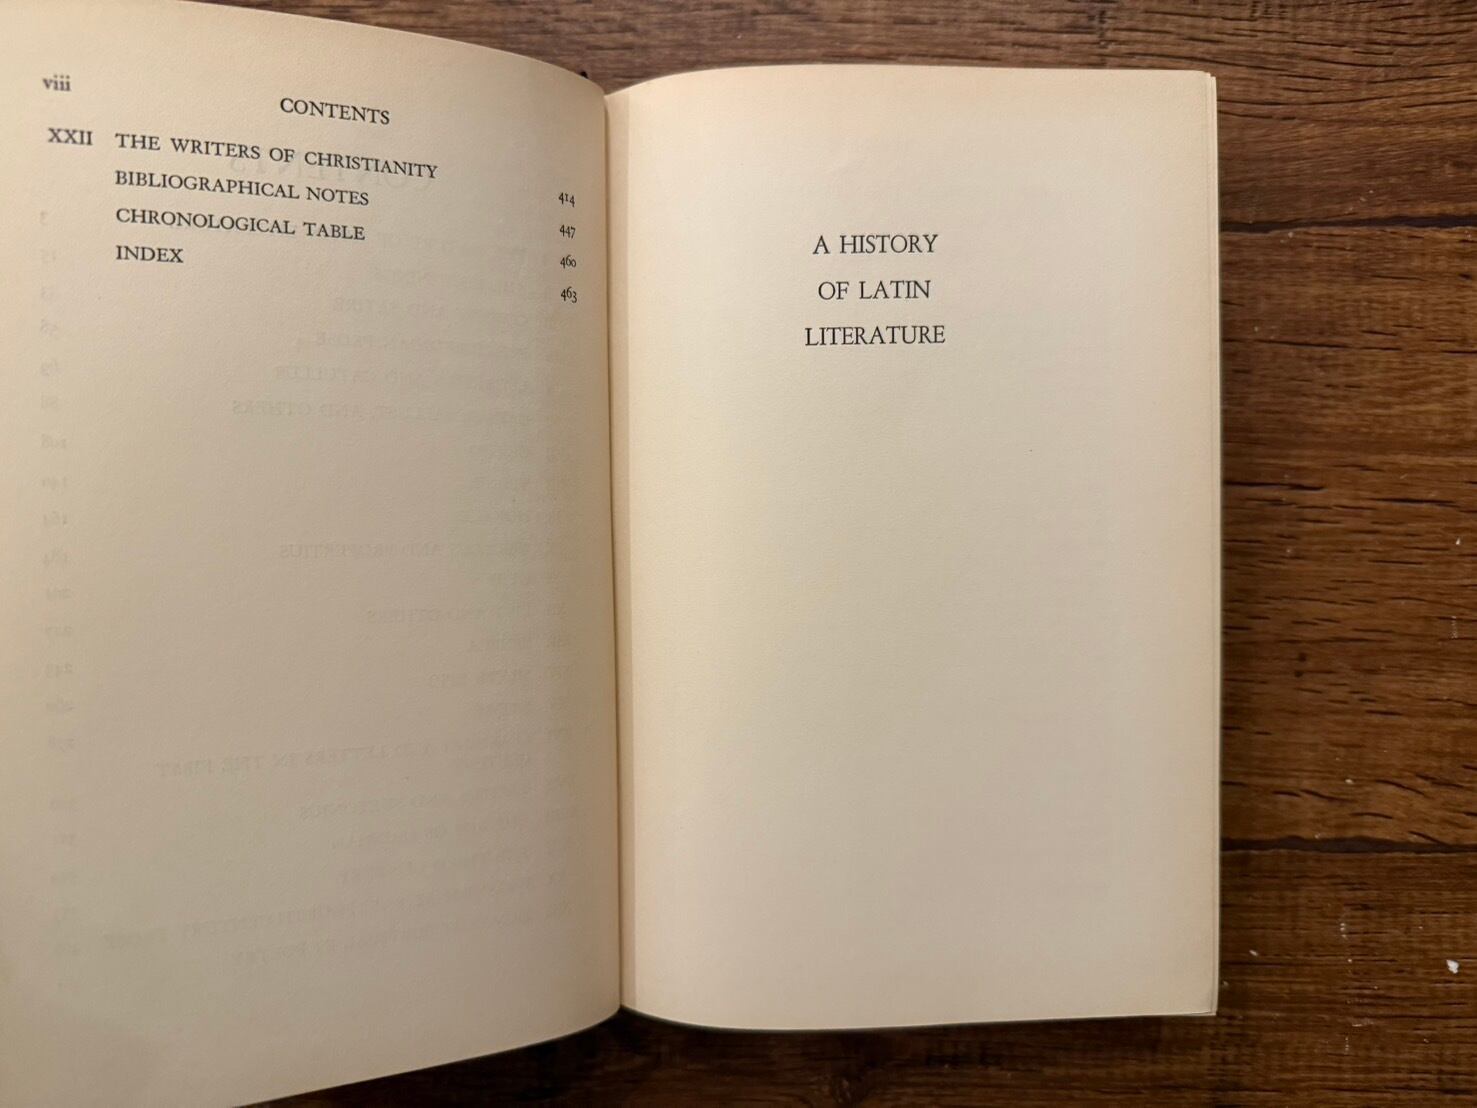 viii
CONTENTS
XXII THE WRITERS OF CHRISTIANITY 414
BIBLIOGRAPHICAL NOTES 447
CHRONOLOGICAL TABLE 460
INDEX 463
A HISTORY
OF LATIN
LITERATURE